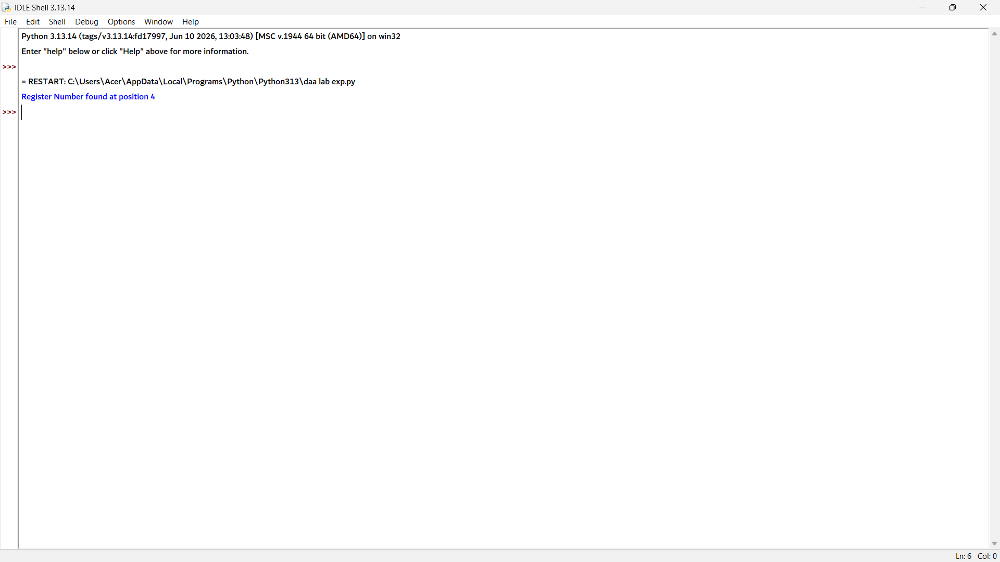 IDLE Shell 3.13.14
File Edit Shell Debug Options Window Help
Python 3.13.14 (tags/v3.13.14:fd17997, Jun 10 2026, 13:03:48) [MSC v.1944 64 bit (AMD64)] on win32
Enter "help" below or click "Help" above for more information.
>>>
= RESTART: C:\Users\Acer\AppData\Local\Programs\Python\Python313\daa lab exp.py
Register Number found at position 4
>>>
Ln: 6 Col: 0